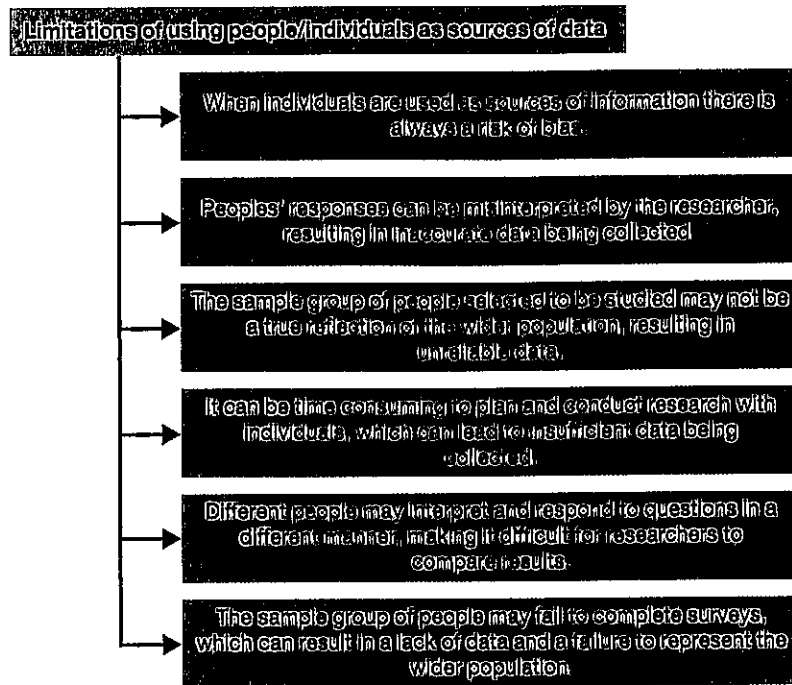 Limitations of using people/individuals as sources of data
When individuals are used as sources of information there is
always a risk of bias.
Peoples' responses can be misinterpreted by the researcher,
resulting in inaccurate data being collected.
The sample group of people selected to be studied may not be
a true reflection of the wider population, resulting in
unreliable data.
It can be time consuming to plan and conduct research with
individuals, which can lead to insufficient data being
collected.
Different people may interpret and respond to questions in a
different manner, making it difficult for researchers to
compare results.
The sample group of people may fail to complete surveys,
which can result in a lack of data and a failure to represent the
wider population.